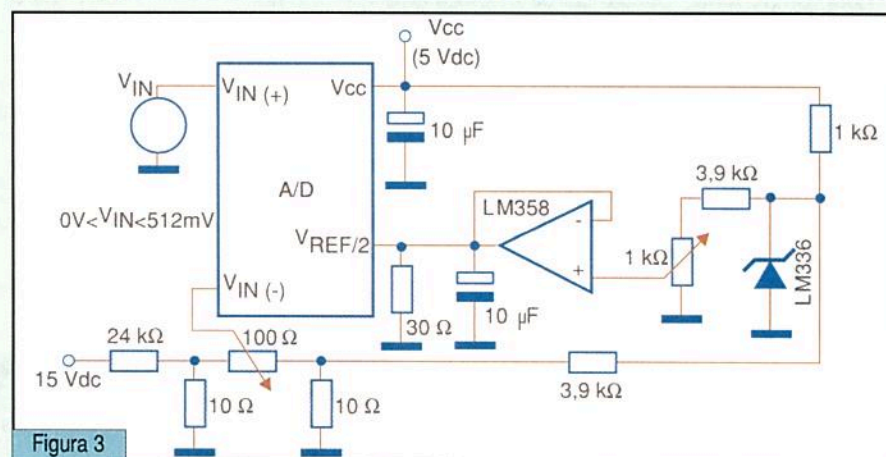 Vcc
(5 Vdc)
VIN
VIN (+)
Vcc
10 µF
1 kΩ
3,9 kΩ
A/D
LM358
0V<VIN<512mV
VREF/2
-
+
1 kΩ
LM336
VIN (-)
30 Ω
10 µF
24 kΩ
100 Ω
15 Vdc
3,9 kΩ
10 Ω
10 Ω
Figura 3